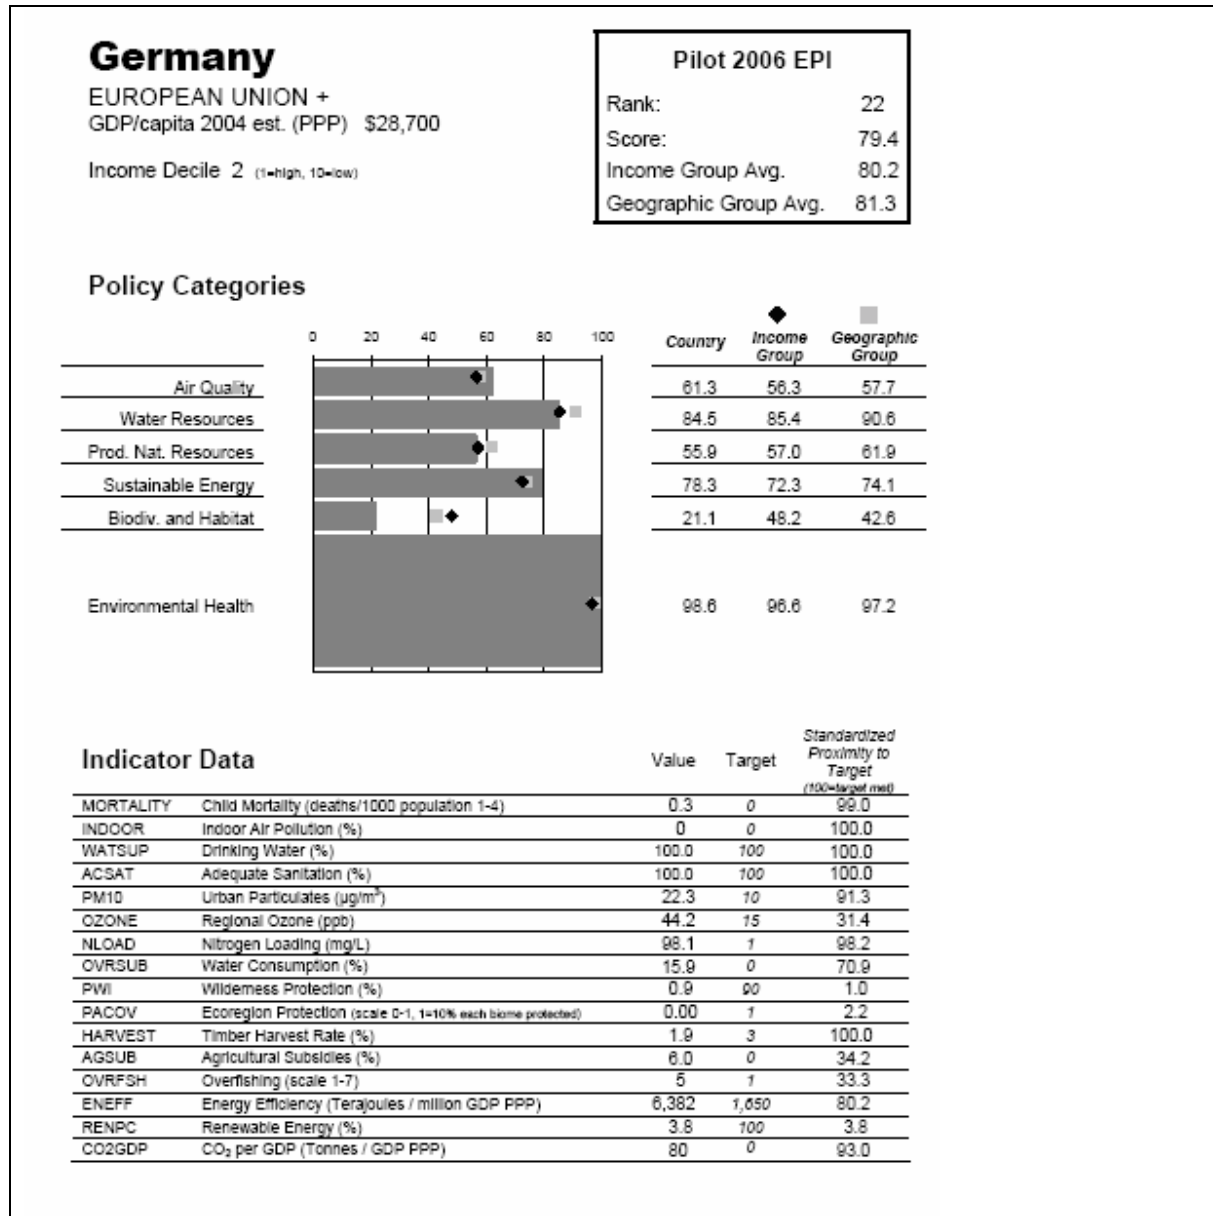 Germany
EUROPEAN UNION +
GDP/capita 2004 est. (PPP) $28,700
Income Decile 2 (1=high, 10=low)
Pilot 2006 EPI
Rank: 22
Score: 79.4
Income Group Avg. 80.2
Geographic Group Avg. 81.3
Policy Categories
0 20 40 60 80 100
Country Income Group Geographic Group
Air Quality 61.3 56.3 57.7
Water Resources 84.5 85.4 90.6
Prod. Nat. Resources 55.9 57.0 61.9
Sustainable Energy 78.3 72.3 74.1
Biodiv. and Habitat 21.1 48.2 42.6
Environmental Health 98.6 96.6 97.2
Indicator Data Value Target Standardized Proximity to Target (100=target met)
MORTALITY Child Mortality (deaths/1000 population 1-4) 0.3 0 99.0
INDOOR Indoor Air Pollution (%) 0 0 100.0
WATSUP Drinking Water (%) 100.0 100 100.0
ACSAT Adequate Sanitation (%) 100.0 100 100.0
PM10 Urban Particulates (µg/m³) 22.3 10 91.3
OZONE Regional Ozone (ppb) 44.2 15 31.4
NLOAD Nitrogen Loading (mg/L) 98.1 1 98.2
OVRSUB Water Consumption (%) 15.9 0 70.9
PWI Wilderness Protection (%) 0.9 90 1.0
PACOV Ecoregion Protection (scale 0-1, 1=10% each biome protected) 0.00 1 2.2
HARVEST Timber Harvest Rate (%) 1.9 3 100.0
AGSUB Agricultural Subsidies (%) 6.0 0 34.2
OVRFSH Overfishing (scale 1-7) 5 1 33.3
ENEFF Energy Efficiency (Terajoules / million GDP PPP) 6,382 1,650 80.2
RENPC Renewable Energy (%) 3.8 100 3.8
CO2GDP CO₂ per GDP (Tonnes / GDP PPP) 80 0 93.0